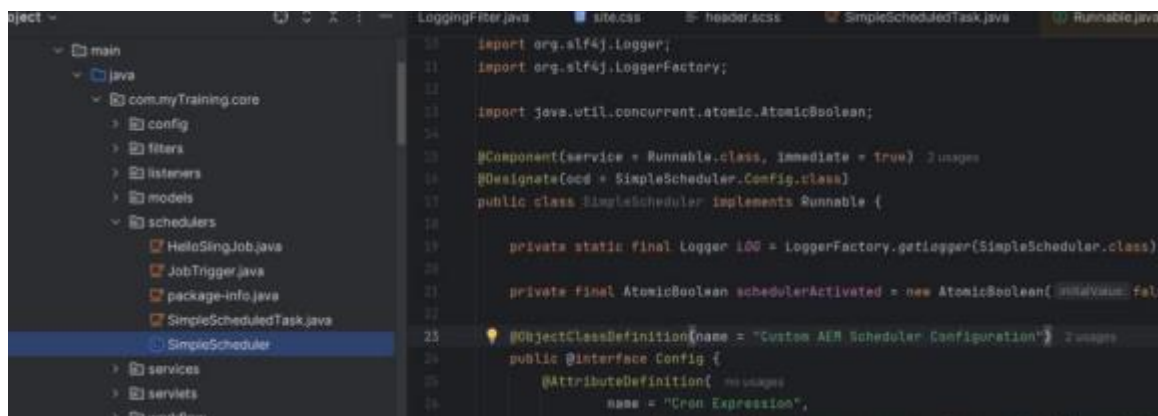 oject
main
java
com.myTraining.core
config
filters
listeners
models
schedulers
HelloSlingJob.java
JobTrigger.java
package-info.java
SimpleScheduledTask.java
SimpleScheduler
services
servlets
LoggingFilter.java site.css header.scss SimpleScheduledTask.java Runnable.java
10 import org.slf4j.Logger;
11 import org.slf4j.LoggerFactory;
12
13 import java.util.concurrent.atomic.AtomicBoolean;
14
15 @Component(service = Runnable.class, immediate = true) 2 usages
16 @Designate(ocd = SimpleScheduler.Config.class)
17 public class SimpleScheduler implements Runnable {
18
19 private static final Logger LOG = LoggerFactory.getLogger(SimpleScheduler.class)
20
21 private final AtomicBoolean schedulerActivated = new AtomicBoolean( initialValue: fal
22
23 @ObjectClassDefinition(name = "Custom AEM Scheduler Configuration") 2 usages
24 public @interface Config {
25 @AttributeDefinition( no usages
26 name = "Cron Expression",